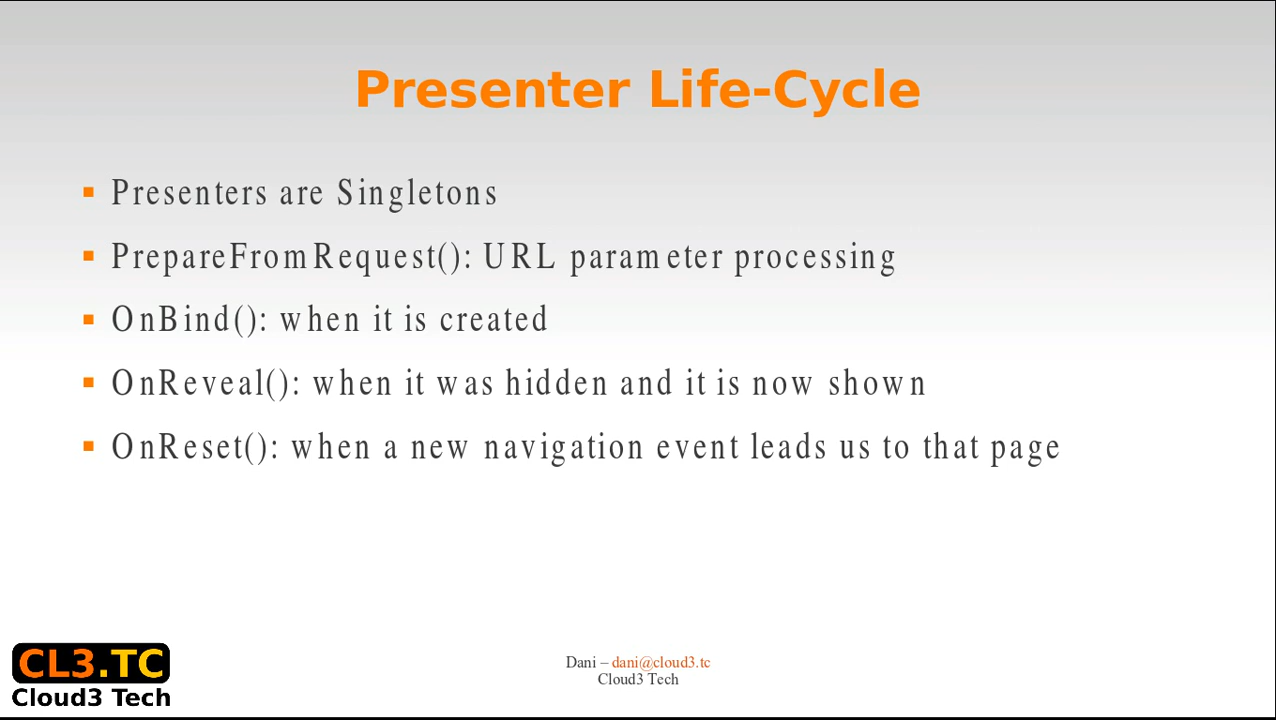 Presenter Life-Cycle
Presenters are Singletons
PrepareFromRequest(): URL parameter processing
OnBind(): when it is created
OnReveal(): when it was hidden and it is now shown
OnReset(): when a new navigation event leads us to that page
CL3.TC
Cloud3 Tech
Dani – dani@cloud3.tc
Cloud3 Tech